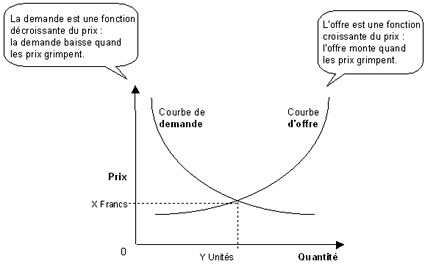 La demande est une fonction
décroissante du prix :
la demande baisse quand
les prix grimpent.
L'offre est une fonction
croissante du prix :
l'offre monte quand
les prix grimpent.
Courbe de
demande
Courbe
d'offre
Prix
X Francs
0
Y Unités
Quantité